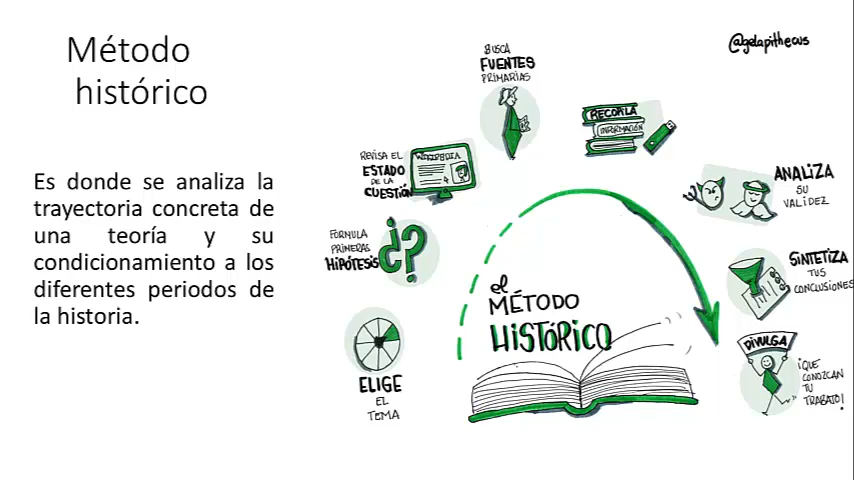 Método
histórico
Es donde se analiza la
trayectoria concreta de
una teoría y su
condicionamiento a los
diferentes periodos de
la historia.
@gelapitheous
BUSCA
FUENTES
PRIMARIAS
RECOPILA
INFORMACIÓN
REVISA EL
ESTADO
DE LA
CUESTIÓN
WIKIPEDIA
ANALIZA
SU
VALIDEZ
FORMULA
PRIMERAS
HIPÓTESIS
¿?
SINTETIZA
TUS
CONCLUSIONES
el
MÉTODO
HISTÓRICO
ELIGE
EL
TEMA
DIVULGA
¡QUE
CONOZCAN
TU
TRABAJO!